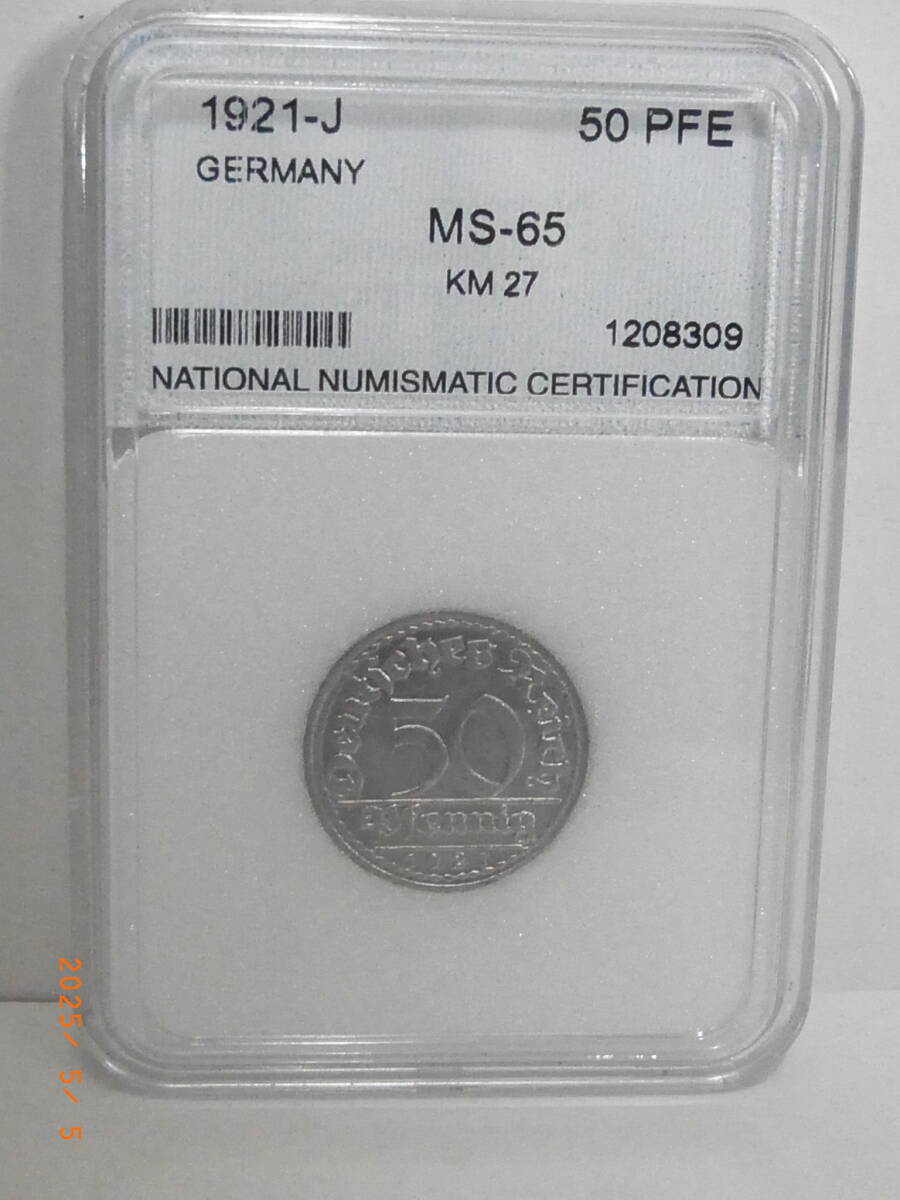 1921-J
50 PFE
GERMANY
MS-65
KM 27
1208309
NATIONAL NUMISMATIC CERTIFICATION
Deutsches Reich
50
Pfennig
1921
2025/ 5/ 5